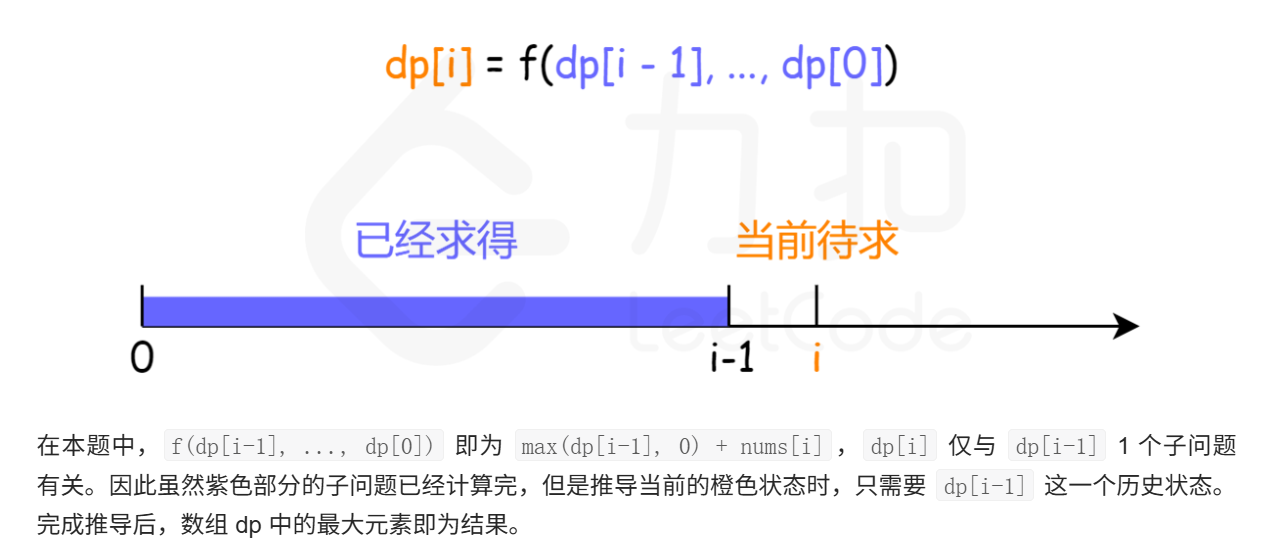 dp[i] = f(dp[i - 1], ..., dp[0])
力扣
已经求得 当前待求
LeetCode
0 i-1 i
在本题中， f(dp[i-1], ..., dp[0]) 即为 max(dp[i-1], 0) + nums[i] ， dp[i] 仅与 dp[i-1] 1 个子问题
有关。因此虽然紫色部分的子问题已经计算完，但是推导当前的橙色状态时，只需要 dp[i-1] 这一个历史状态。
完成推导后，数组 dp 中的最大元素即为结果。